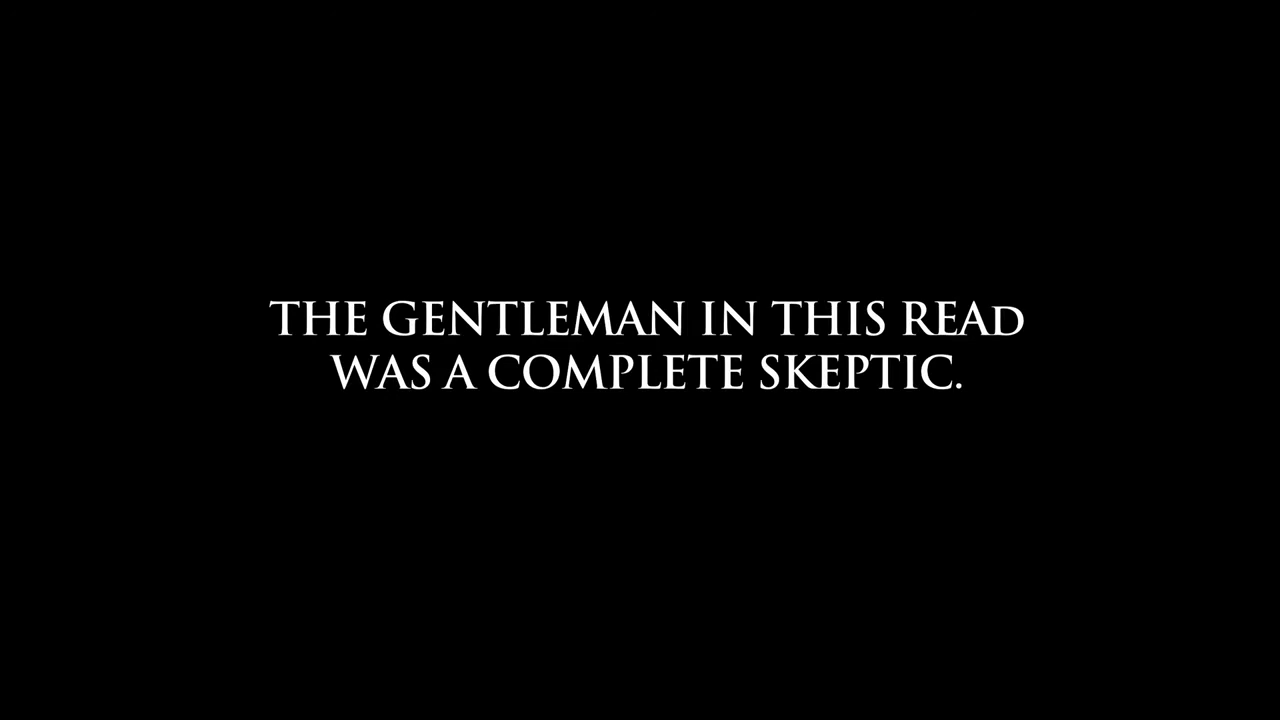 THE GENTLEMAN IN THIS READ
WAS A COMPLETE SKEPTIC.